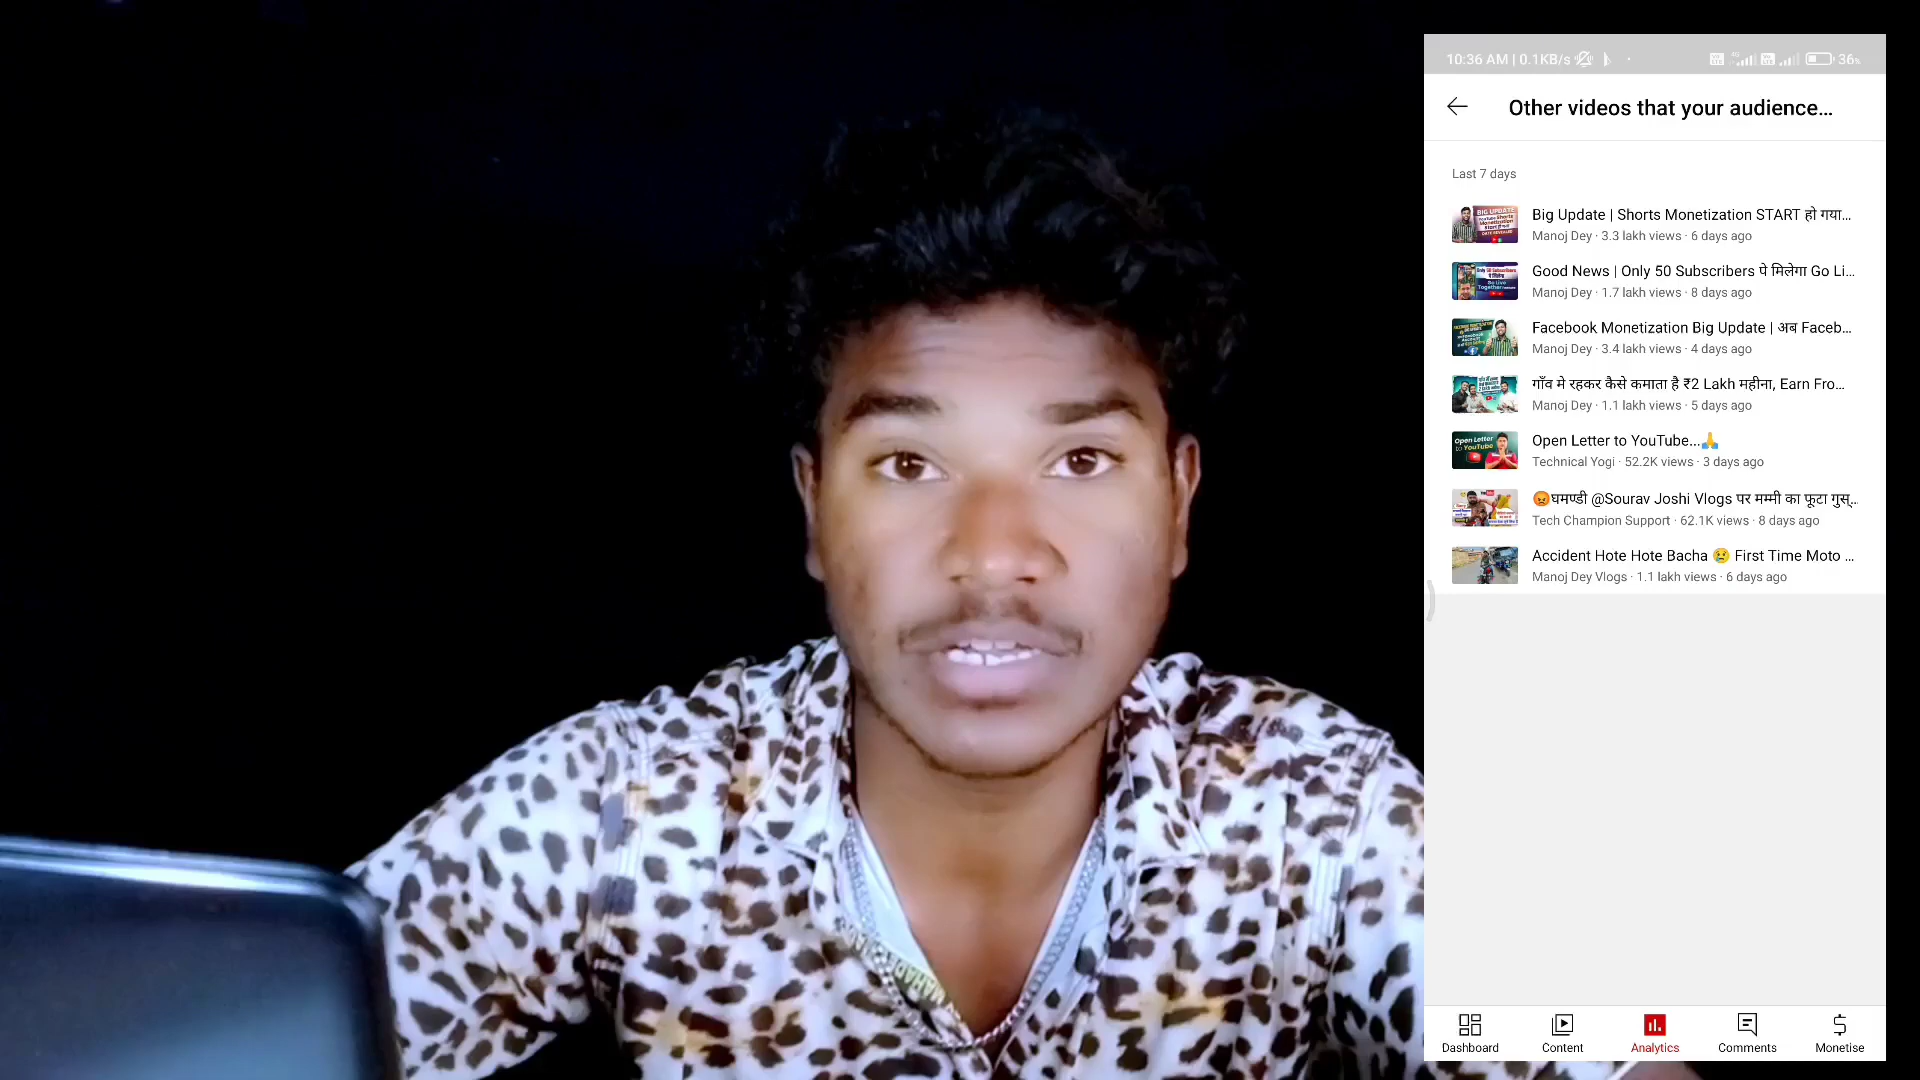 10:36 AM | 0.1KB/s
36%
Other videos that your audience...
Last 7 days
Big Update | Shorts Monetization START हो गया...
Manoj Dey · 3.3 lakh views · 6 days ago
Good News | Only 50 Subscribers पे मिलेगा Go Li...
Manoj Dey · 1.7 lakh views · 8 days ago
Facebook Monetization Big Update | अब Faceb...
Manoj Dey · 3.4 lakh views · 4 days ago
गाँव मे रहकर कैसे कमाता है ₹2 Lakh महीना, Earn Fro...
Manoj Dey · 1.1 lakh views · 5 days ago
Open Letter to YouTube
Open Letter to YouTube...🙏
Technical Yogi · 52.2K views · 3 days ago
😡घमण्डी @Sourav Joshi Vlogs पर मम्मी का फूटा गुस्...
Tech Champion Support · 62.1K views · 8 days ago
Accident Hote Hote Bacha 😢 First Time Moto ...
Manoj Dey Vlogs · 1.1 lakh views · 6 days ago
Dashboard
Content
Analytics
Comments
Monetise